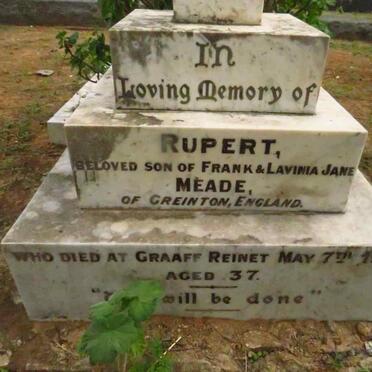 In
Loving Memory of
RUPERT,
BELOVED SON OF FRANK & LAVINIA JANE
MEADE,
OF GREINTON, ENGLAND.
WHO DIED AT GRAAFF REINET MAY 7TH
AGED 37.
will be done"